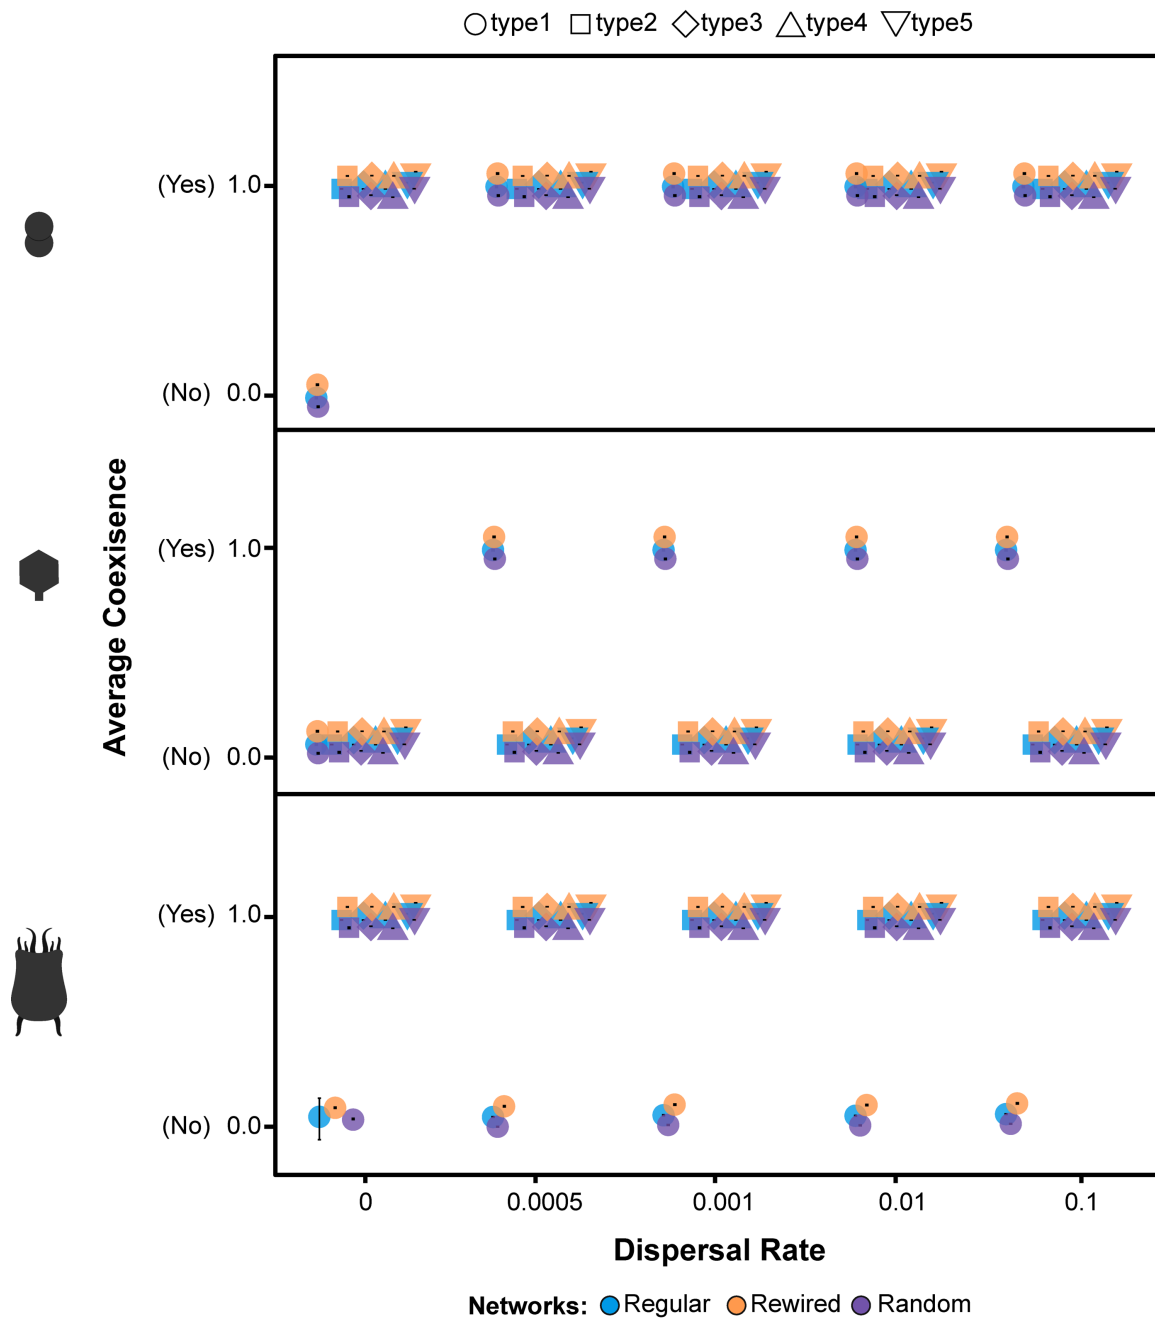 type1 type2 type3 type4 type5
(Yes) 1.0
(No) 0.0
Average Coexisence
(Yes) 1.0
(No) 0.0
(Yes) 1.0
(No) 0.0
0 0.0005 0.001 0.01 0.1
Dispersal Rate
Networks: Regular Rewired Random